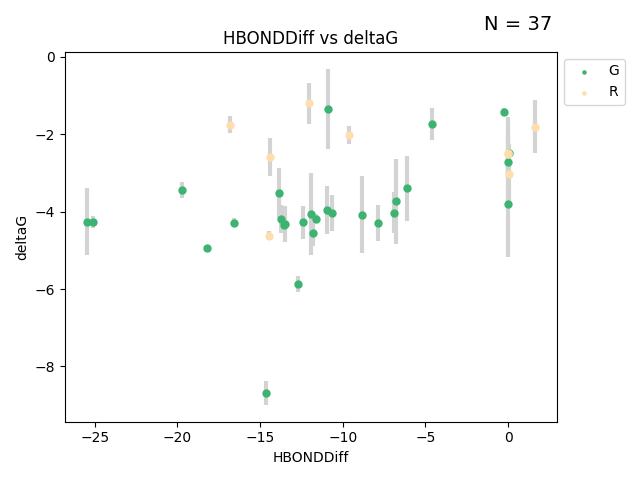 N = 37
HBONDDiff vs deltaG
G
R
deltaG
0
−2
−4
−6
−8
−25
−20
−15
−10
−5
0
HBONDDiff